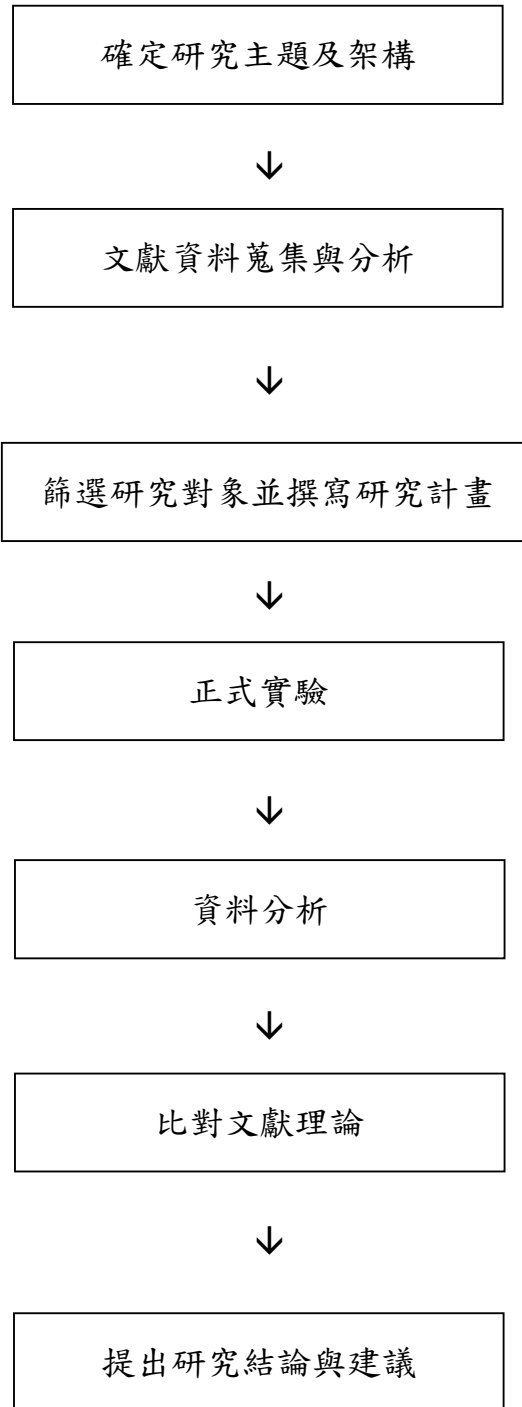 確定研究主題及架構
↓
文獻資料蒐集與分析
↓
篩選研究對象並撰寫研究計畫
↓
正式實驗
↓
資料分析
↓
比對文獻理論
↓
提出研究結論與建議